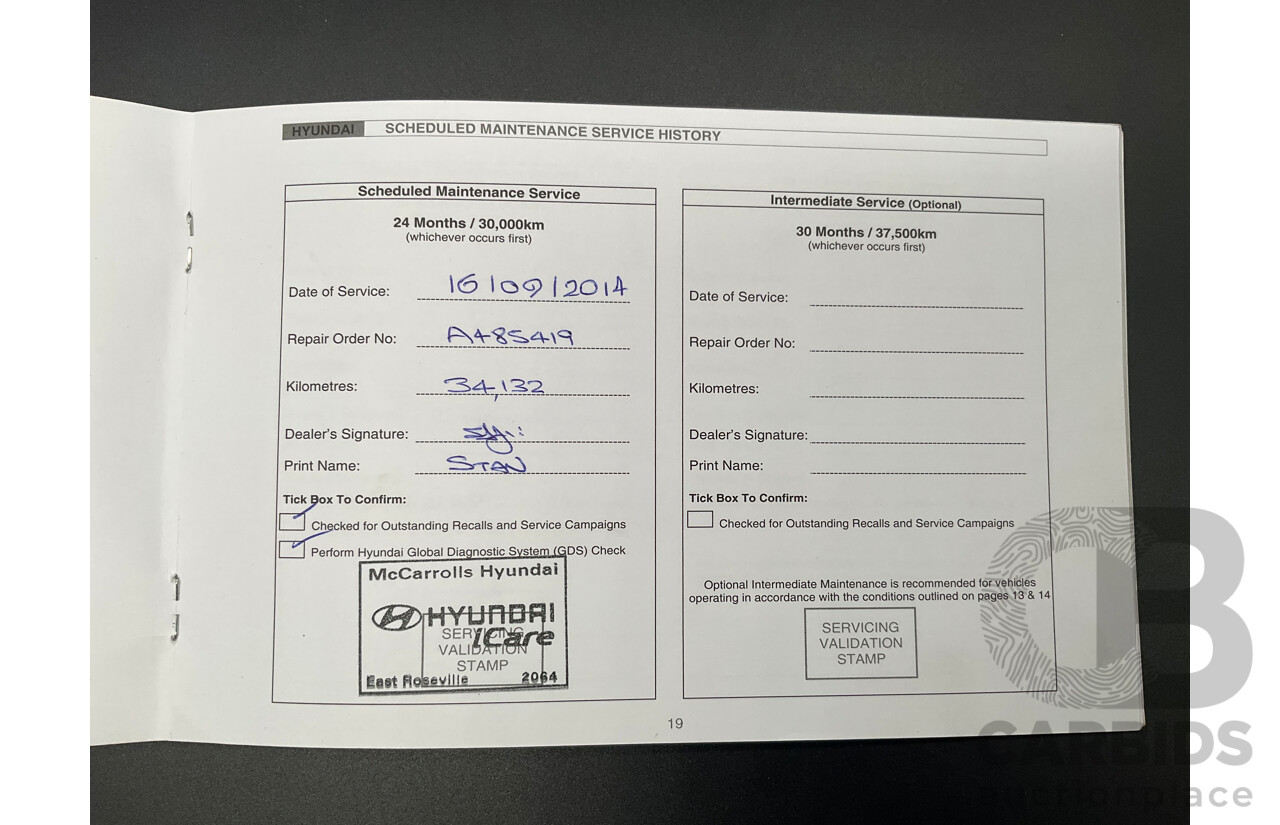 HYUNDAI SCHEDULED MAINTENANCE SERVICE HISTORY
Scheduled Maintenance Service
24 Months / 30,000km
(whichever occurs first)
Date of Service: 16/09/2014
Repair Order No: A485419
Kilometres: 34,132
Dealer's Signature:
Print Name: STAN
Tick Box To Confirm:
Checked for Outstanding Recalls and Service Campaigns
Perform Hyundai Global Diagnostic System (GDS) Check
McCarrolls Hyundai
HYUNDAI
iCare
SERVICING
VALIDATION
STAMP
East Roseville 2064
Intermediate Service (Optional)
30 Months / 37,500km
(whichever occurs first)
Date of Service:
Repair Order No:
Kilometres:
Dealer's Signature:
Print Name:
Tick Box To Confirm:
Checked for Outstanding Recalls and Service Campaigns
Optional Intermediate Maintenance is recommended for vehicles
operating in accordance with the conditions outlined on pages 13 & 14
SERVICING
VALIDATION
STAMP
19
CARBIDS
auctionplace